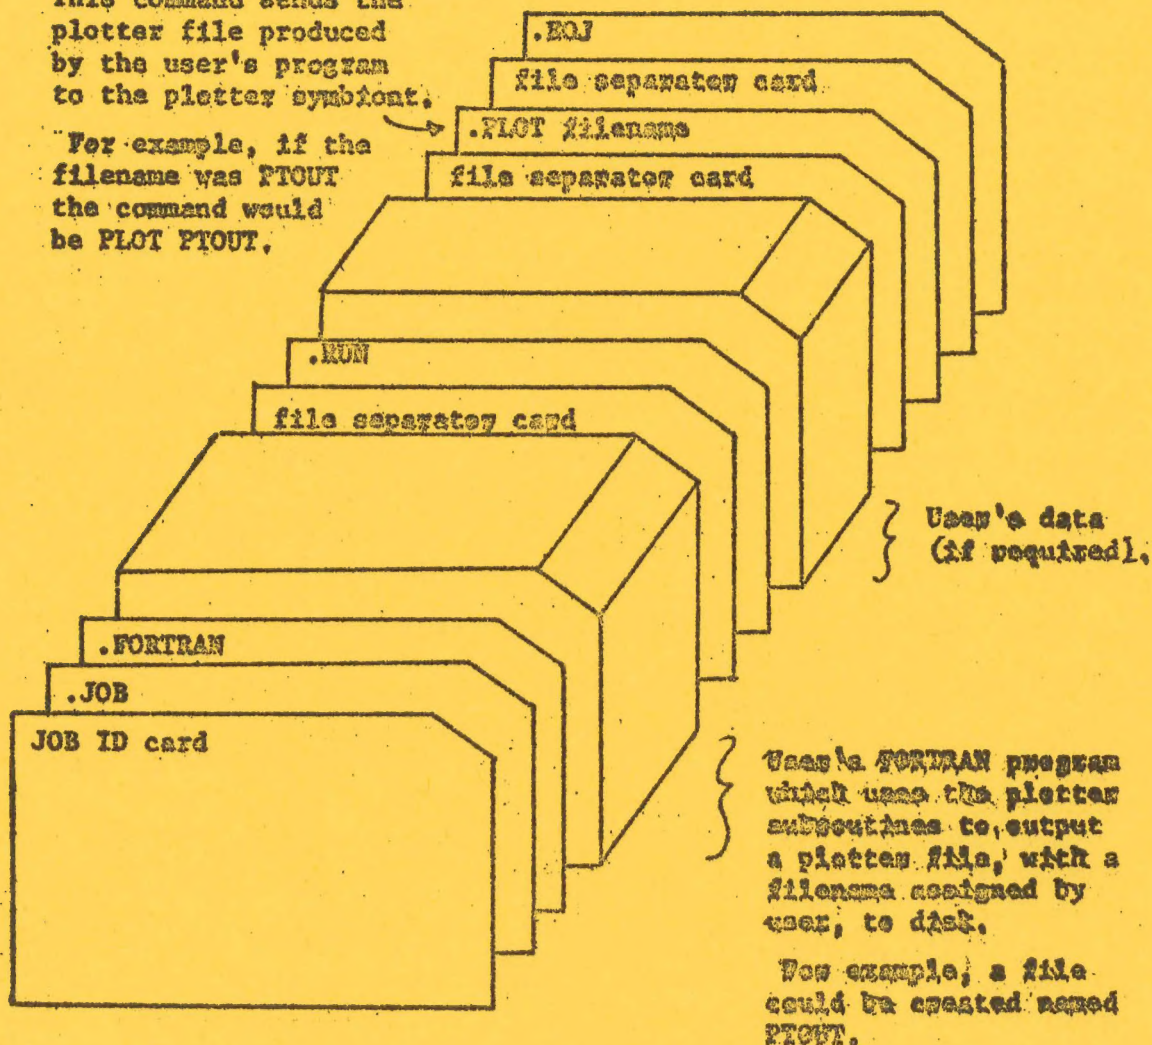 This command sends the
plotter file produced
by the user's program
to the plotter symbiont.
For example, if the
filename was PTOUT
the command would
be PLOT PTOUT.
.EOJ
file separator card
.PLOT filename
file separator card
.RUN
file separator card
User's data
(if required).
.FORTRAN
.JOB
JOB ID card
User's FORTRAN program
which uses the plotter
subroutines to output
a plotter file, with a
filename assigned by
user, to disk.
For example, a file
could be created named
PTOUT.